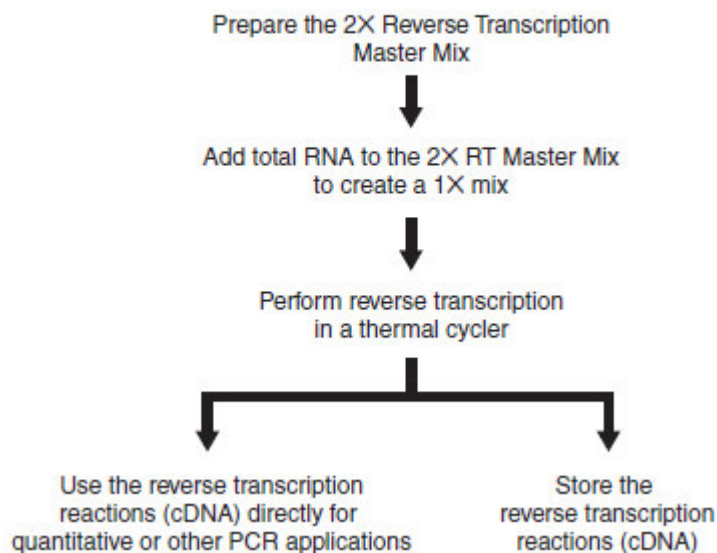 Prepare the 2X Reverse Transcription
Master Mix
Add total RNA to the 2X RT Master Mix
to create a 1X mix
Perform reverse transcription
in a thermal cycler
Use the reverse transcription
reactions (cDNA) directly for
quantitative or other PCR applications
Store the
reverse transcription
reactions (cDNA)